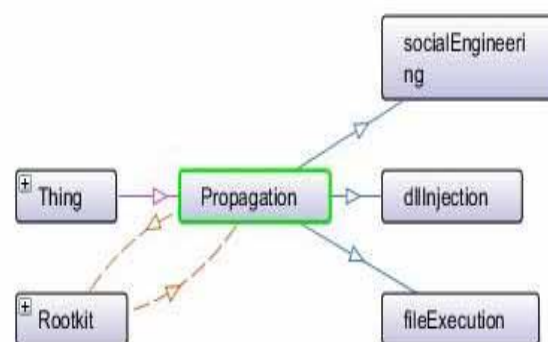 socialEngineeri
ng
Thing
Propagation
dllInjection
Rootkit
fileExecution